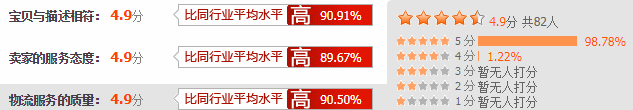 宝贝与描述相符： 4.9分 比同行业平均水平 高 90.91%
卖家的服务态度： 4.9分 比同行业平均水平 高 89.67%
物流服务的质量： 4.9分 比同行业平均水平 高 90.50%
4.9分 共82人
5分 98.78%
4分 1.22%
3分 暂无人打分
2分 暂无人打分
1分 暂无人打分